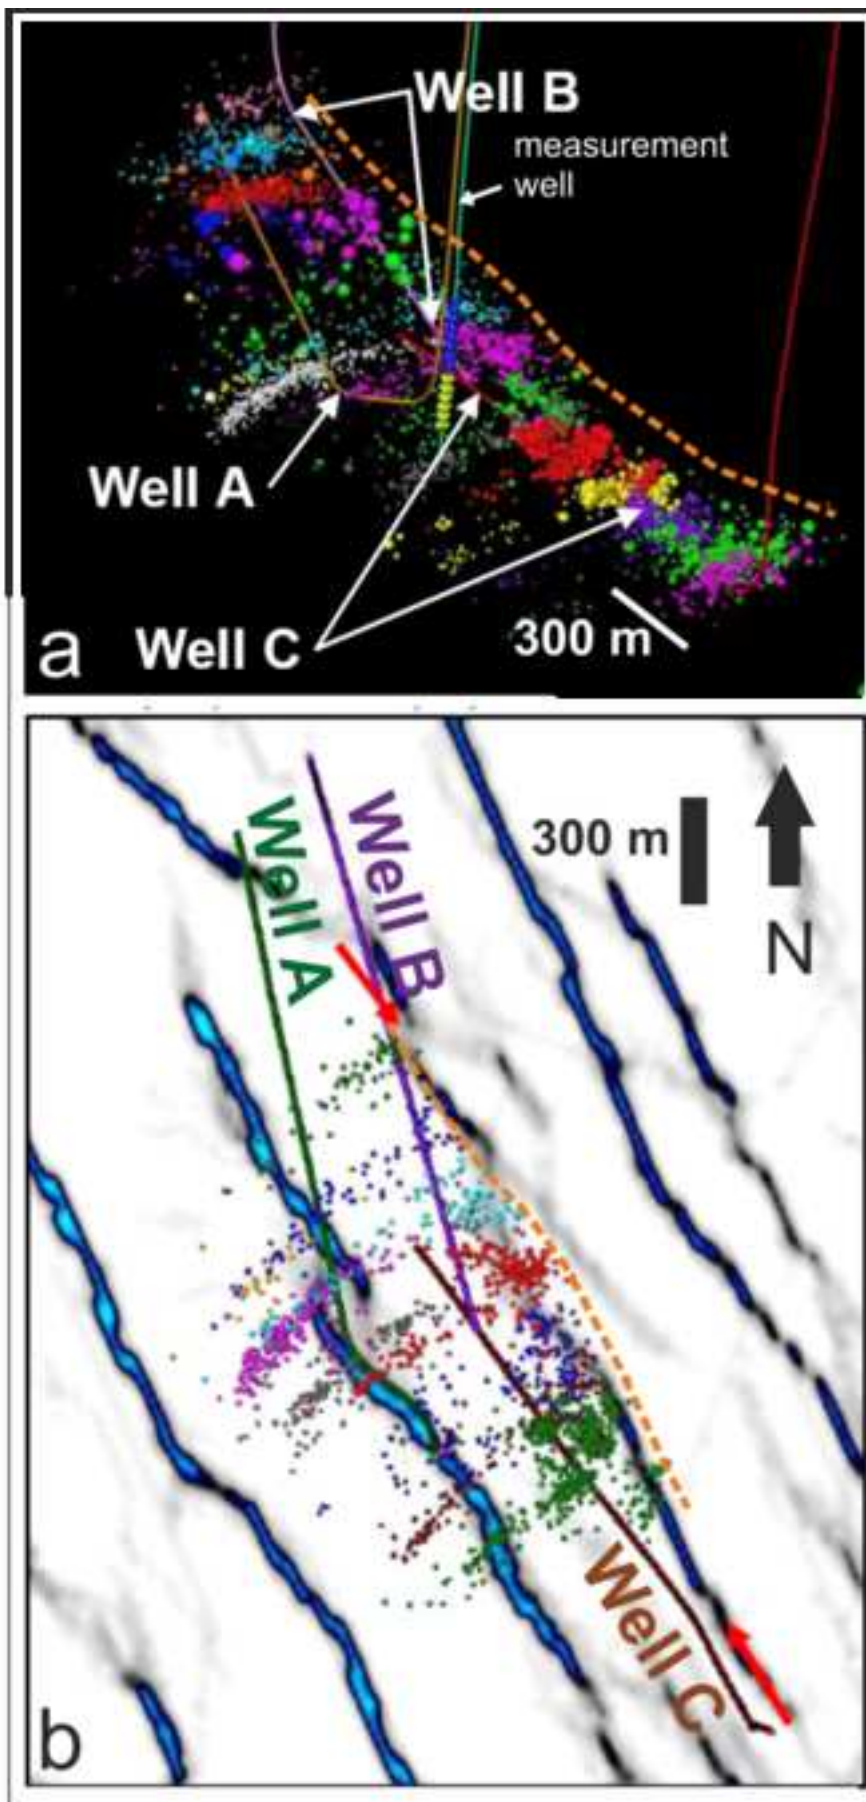 Well B
measurement
well
Well A
Well C
300 m
a
Well A
Well B
300 m
N
Well C
b